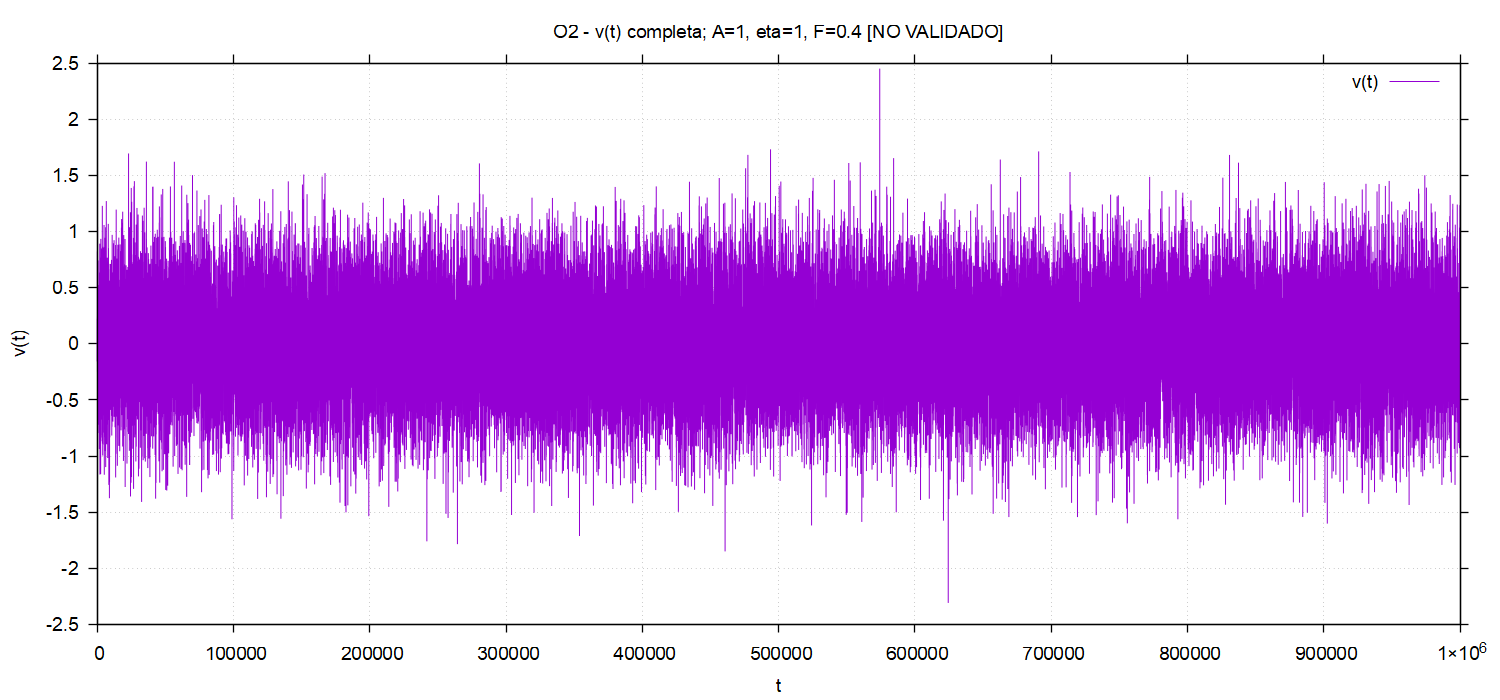 O2 - v(t) completa; A=1, eta=1, F=0.4 [NO VALIDADO]
v(t)
2.5
2
1.5
1
0.5
0
-0.5
-1
-1.5
-2
-2.5
v(t)
0 100000 200000 300000 400000 500000 600000 700000 800000 900000 1×10⁶
t